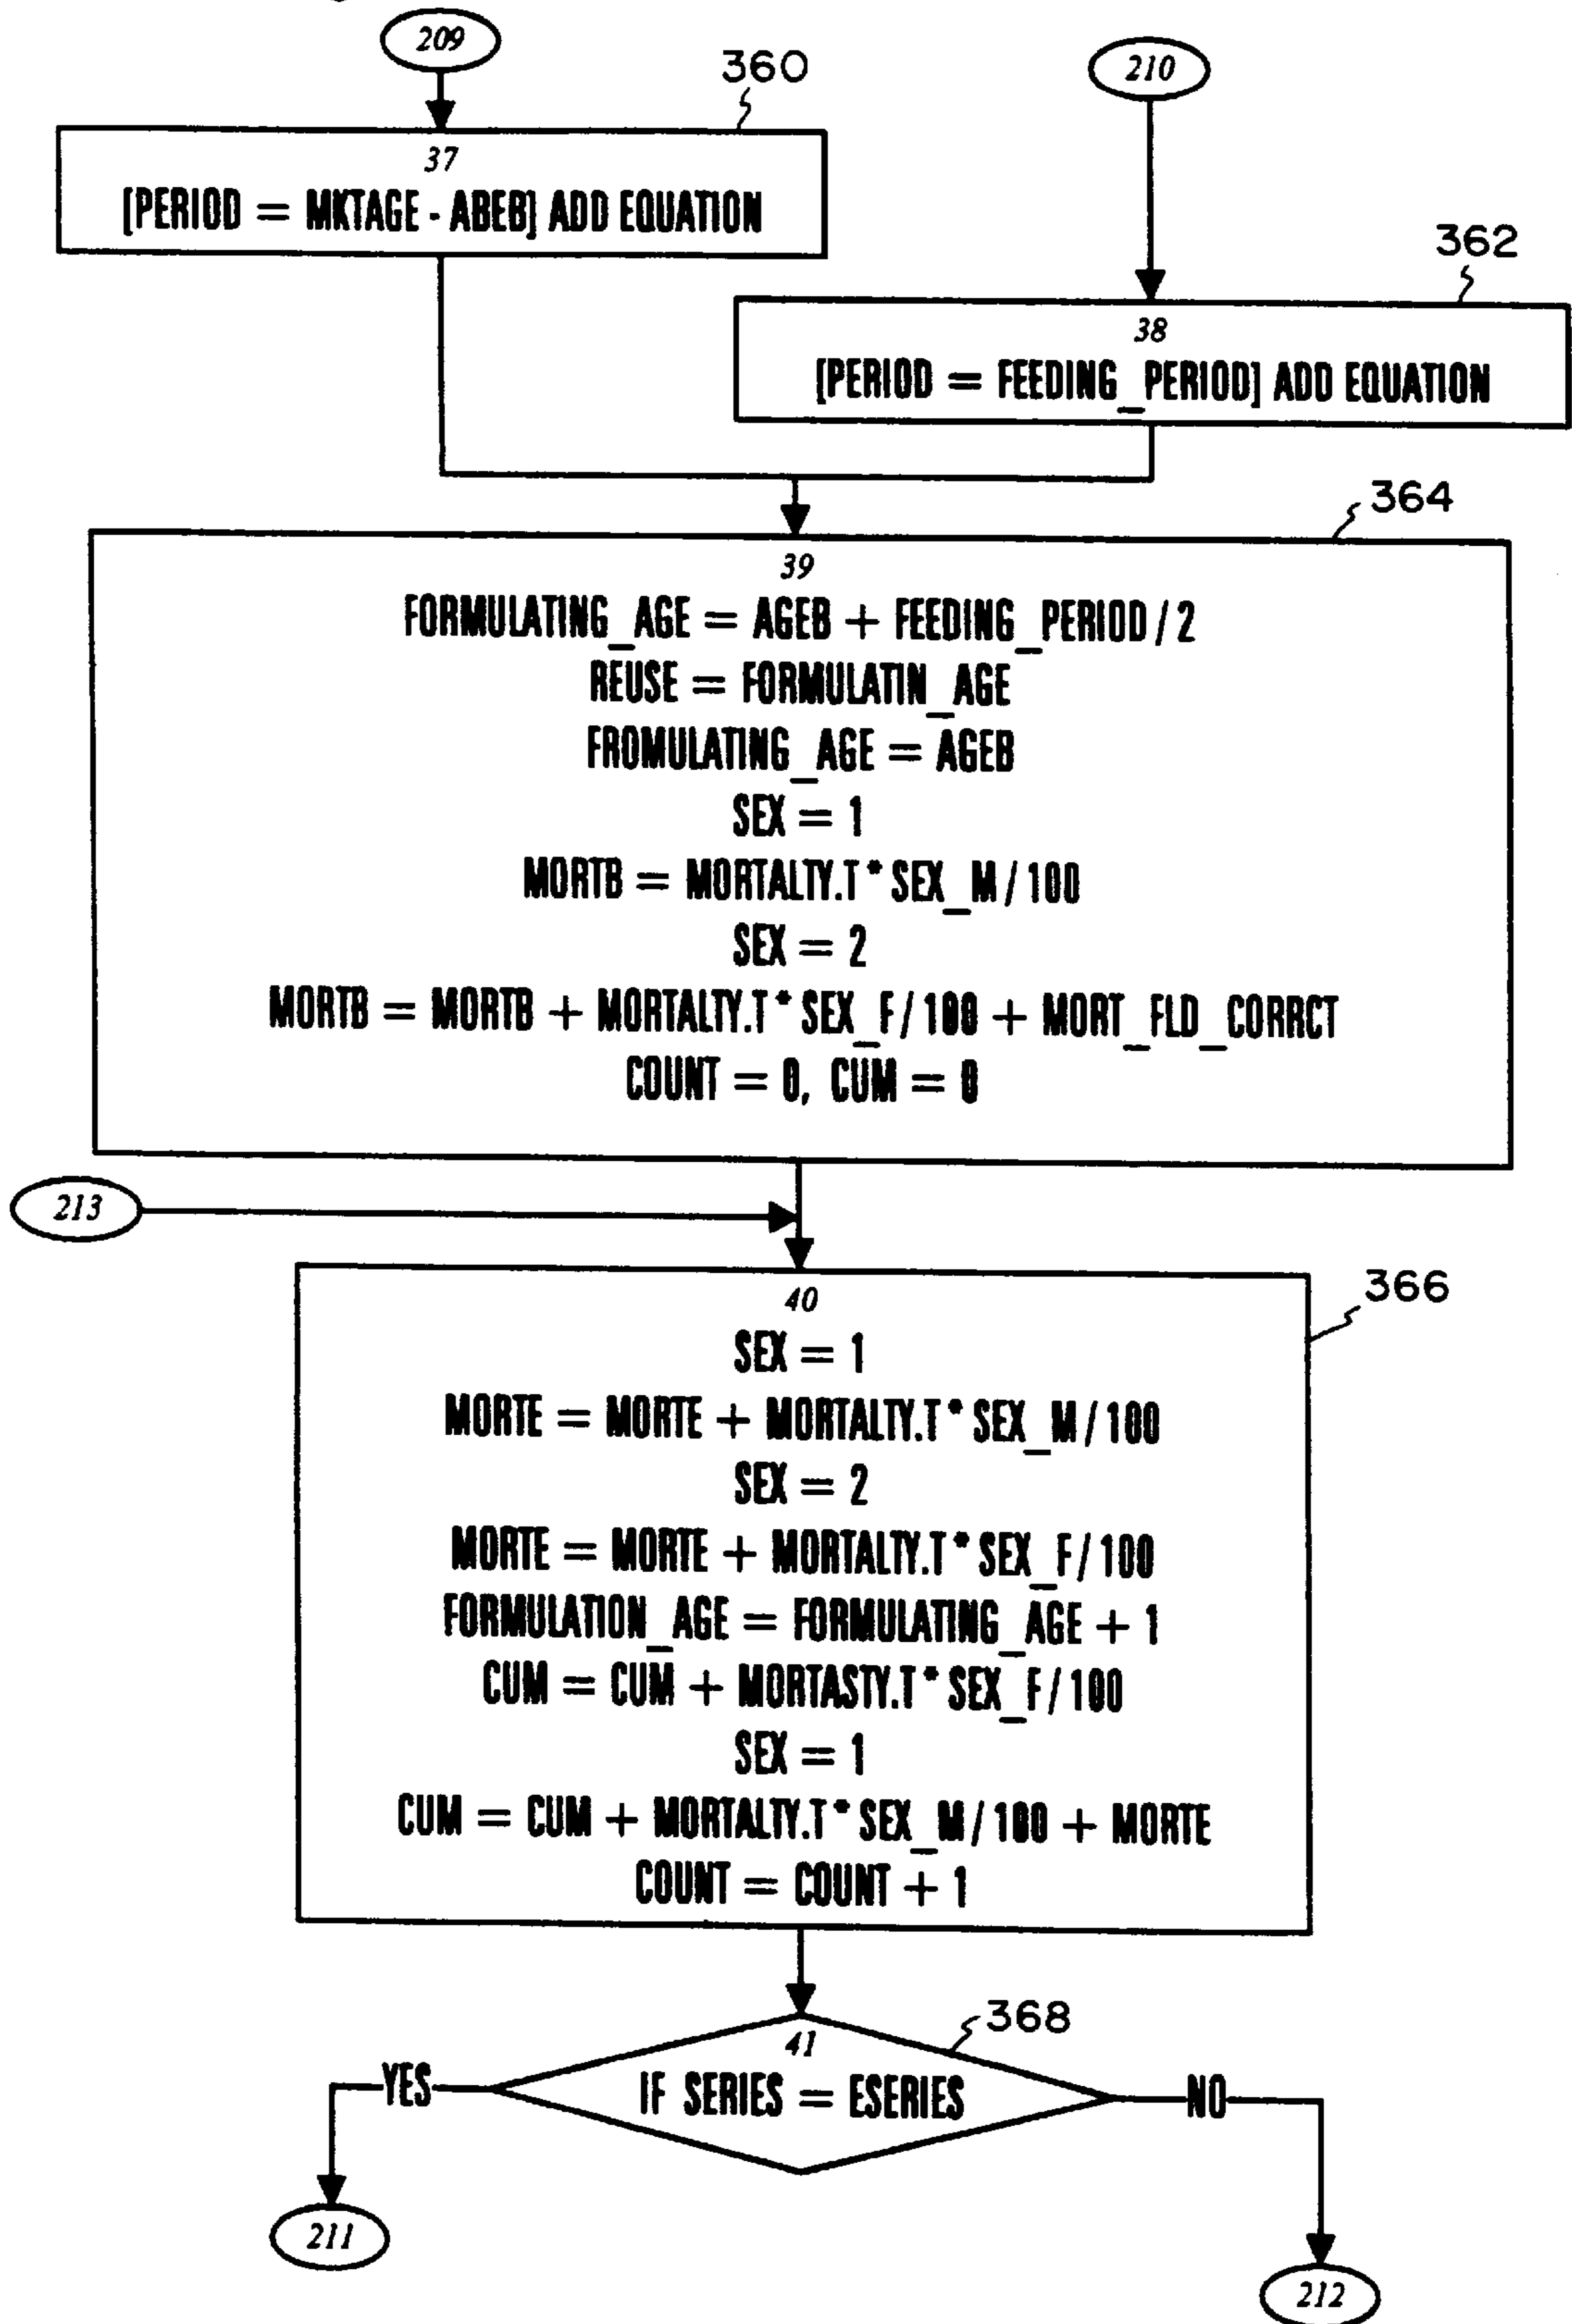 209
360
210
37
[PERIOD = MKTAGE - ABEB] ADD EQUATION
362
38
[PERIOD = FEEDING_PERIOD] ADD EQUATION
364
39
FORMULATING_AGE = AGEB + FEEDING_PERIOD / 2
REUSE = FORMULATIN_AGE
FROMULATING_AGE = AGEB
SEX = 1
MORTB = MORTALTY.T * SEX_M / 100
SEX = 2
MORTB = MORTB + MORTALTY.T * SEX_F / 100 + MORT_FLD_CORRCT
COUNT = 0, CUM = 0
213
366
40
SEX = 1
MORTE = MORTE + MORTALTY.T * SEX_M / 100
SEX = 2
MORTE = MORTE + MORTALTY.T * SEX_F / 100
FORMULATION_AGE = FORMULATING_AGE + 1
CUM = CUM + MORTASTY.T * SEX_F / 100
SEX = 1
CUM = CUM + MORTALTY.T * SEX_M / 100 + MORTE
COUNT = COUNT + 1
368
41
YES
IF SERIES = ESERIES
NO
211
212